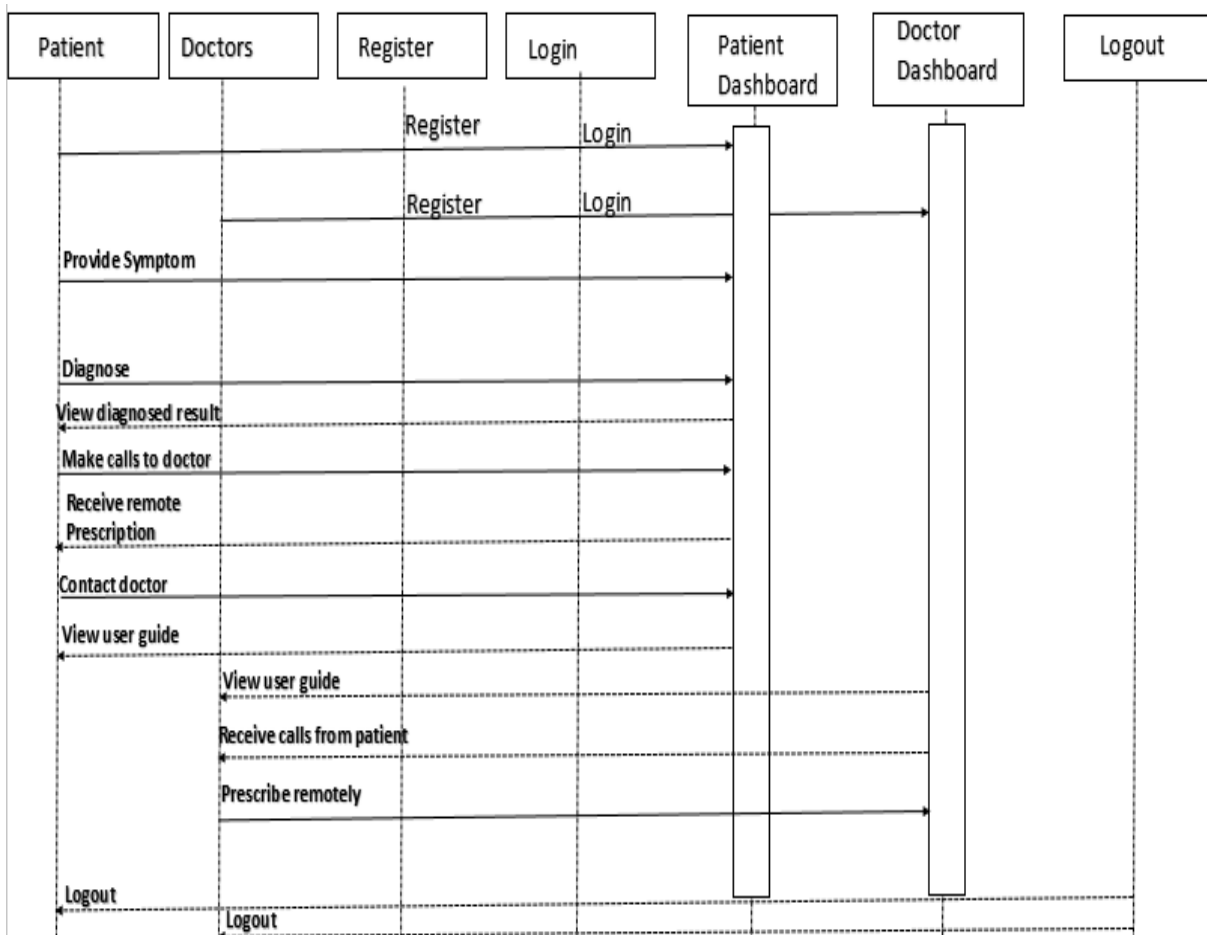 Patient
Doctors
Register
Login
Patient
Dashboard
Doctor
Dashboard
Logout
Register
Login
Register
Login
Provide Symptom
Diagnose
View diagnosed result
Make calls to doctor
Receive remote
Prescription
Contact doctor
View user guide
View user guide
Receive calls from patient
Prescribe remotely
Logout
Logout